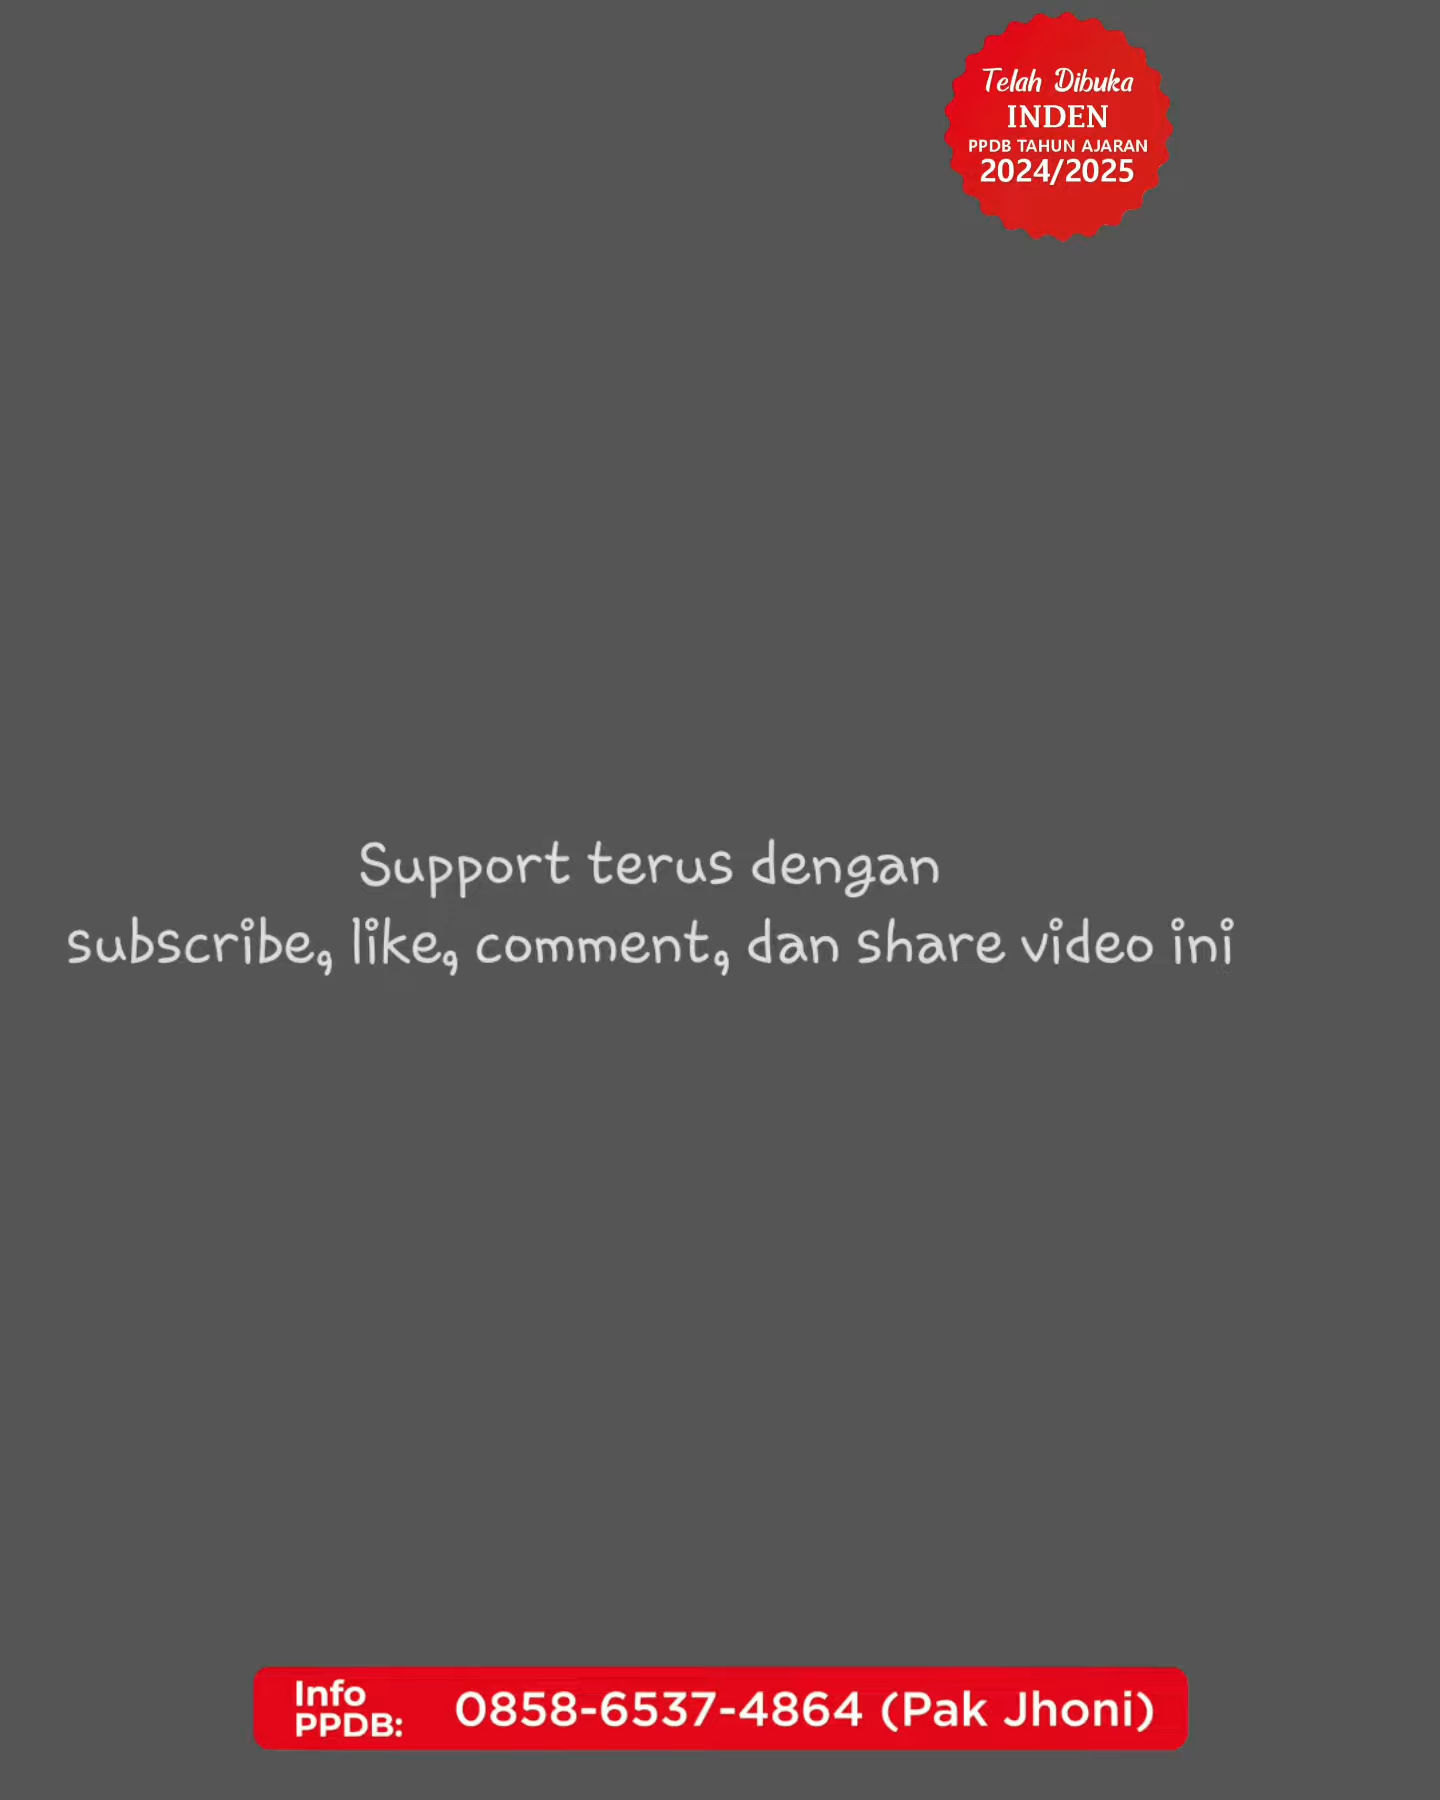 Telah Dibuka
INDEN
PPDB TAHUN AJARAN
2024/2025
Support terus dengan
subscribe, like, comment, dan share video ini
Info
PPDB:
0858-6537-4864 (Pak Jhoni)